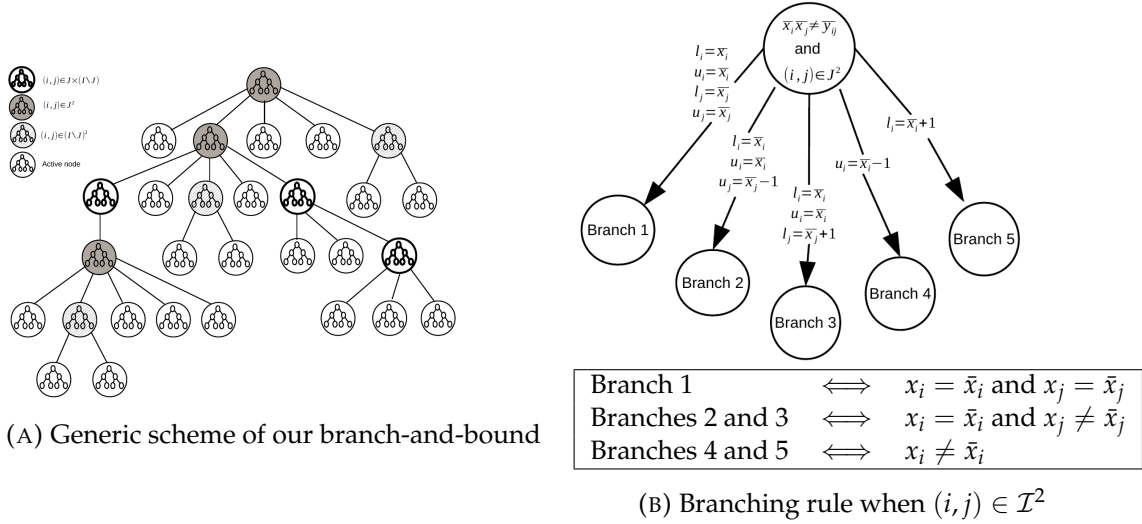 (i,j)∈J×(I\J)
(i,j)∈J²
(i,j)∈(I\J)²
Active node
(A) Generic scheme of our branch-and-bound
x̅ᵢx̅ⱼ≠y̅ᵢⱼ
and
(i,j)∈J²
lᵢ=x̅ᵢ
uᵢ=x̅ᵢ
lⱼ=x̅ⱼ
uⱼ=x̅ⱼ
lᵢ=x̅ᵢ
uᵢ=x̅ᵢ
uⱼ=x̅ⱼ−1
lᵢ=x̅ᵢ
uᵢ=x̅ᵢ
lⱼ=x̅ⱼ+1
uᵢ=x̅ᵢ−1
lᵢ=x̅ᵢ+1
Branch 1
Branch 2
Branch 3
Branch 4
Branch 5
Branch 1 ⟺ xᵢ = x̄ᵢ and xⱼ = x̄ⱼ
Branches 2 and 3 ⟺ xᵢ = x̄ᵢ and xⱼ ≠ x̄ⱼ
Branches 4 and 5 ⟺ xᵢ ≠ x̄ᵢ
(B) Branching rule when (i, j) ∈ ℐ²